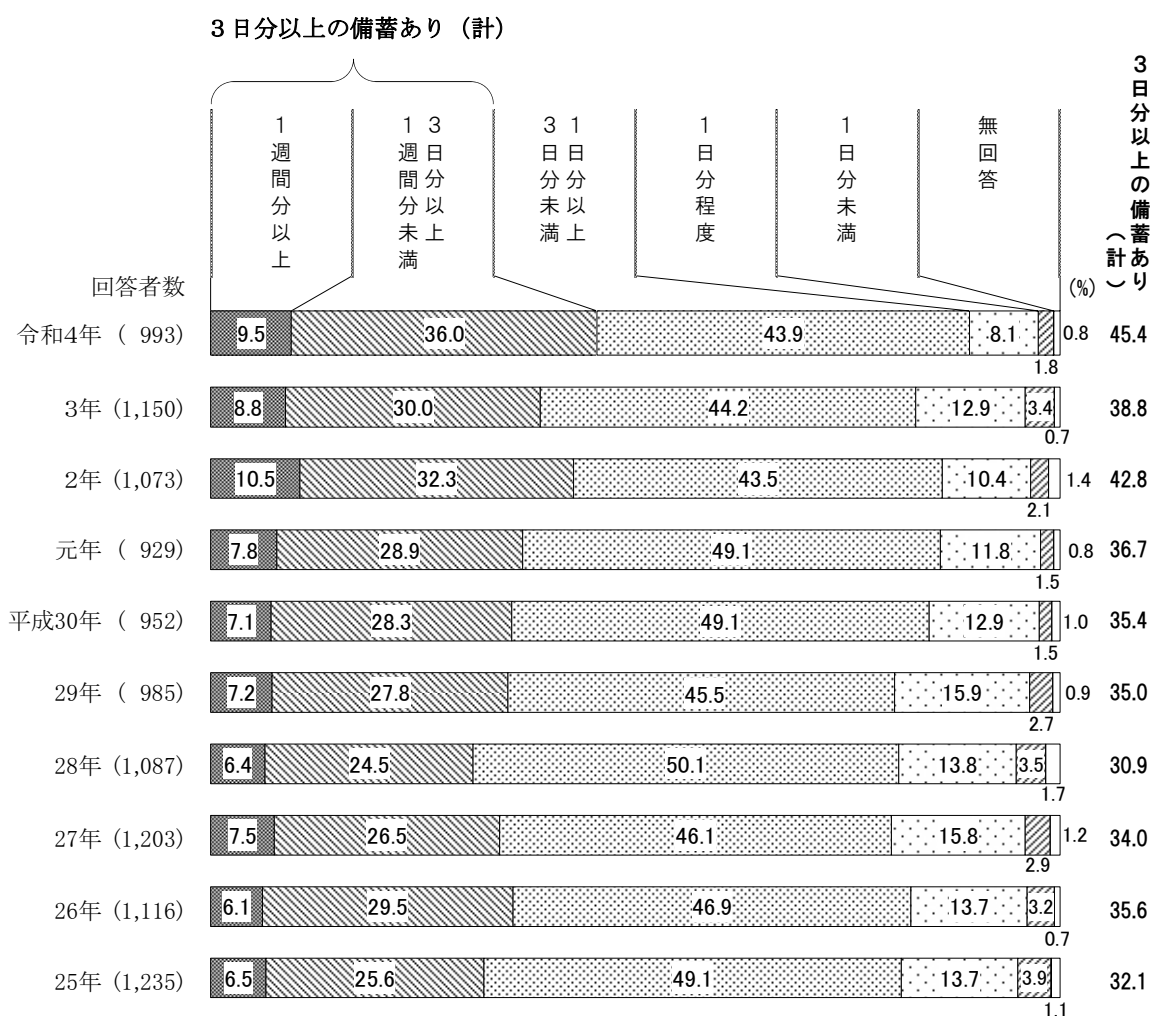 3日分以上の備蓄あり(計)
1週間分以上
3日分以上
1週間分未満
1日分以上
3日分未満
1日分程度
1日分未満
無回答
3日分以上の備蓄あり
(計)
回答者数
(%)
令和4年 ( 993) 9.5 36.0 43.9 8.1 0.8 45.4
1.8
3年 (1,150) 8.8 30.0 44.2 12.9 3.4 38.8
0.7
2年 (1,073) 10.5 32.3 43.5 10.4 1.4 42.8
2.1
元年 ( 929) 7.8 28.9 49.1 11.8 0.8 36.7
1.5
平成30年 ( 952) 7.1 28.3 49.1 12.9 1.0 35.4
1.5
29年 ( 985) 7.2 27.8 45.5 15.9 0.9 35.0
2.7
28年 (1,087) 6.4 24.5 50.1 13.8 3.5 30.9
1.7
27年 (1,203) 7.5 26.5 46.1 15.8 1.2 34.0
2.9
26年 (1,116) 6.1 29.5 46.9 13.7 3.2 35.6
0.7
25年 (1,235) 6.5 25.6 49.1 13.7 3.9 32.1
1.1